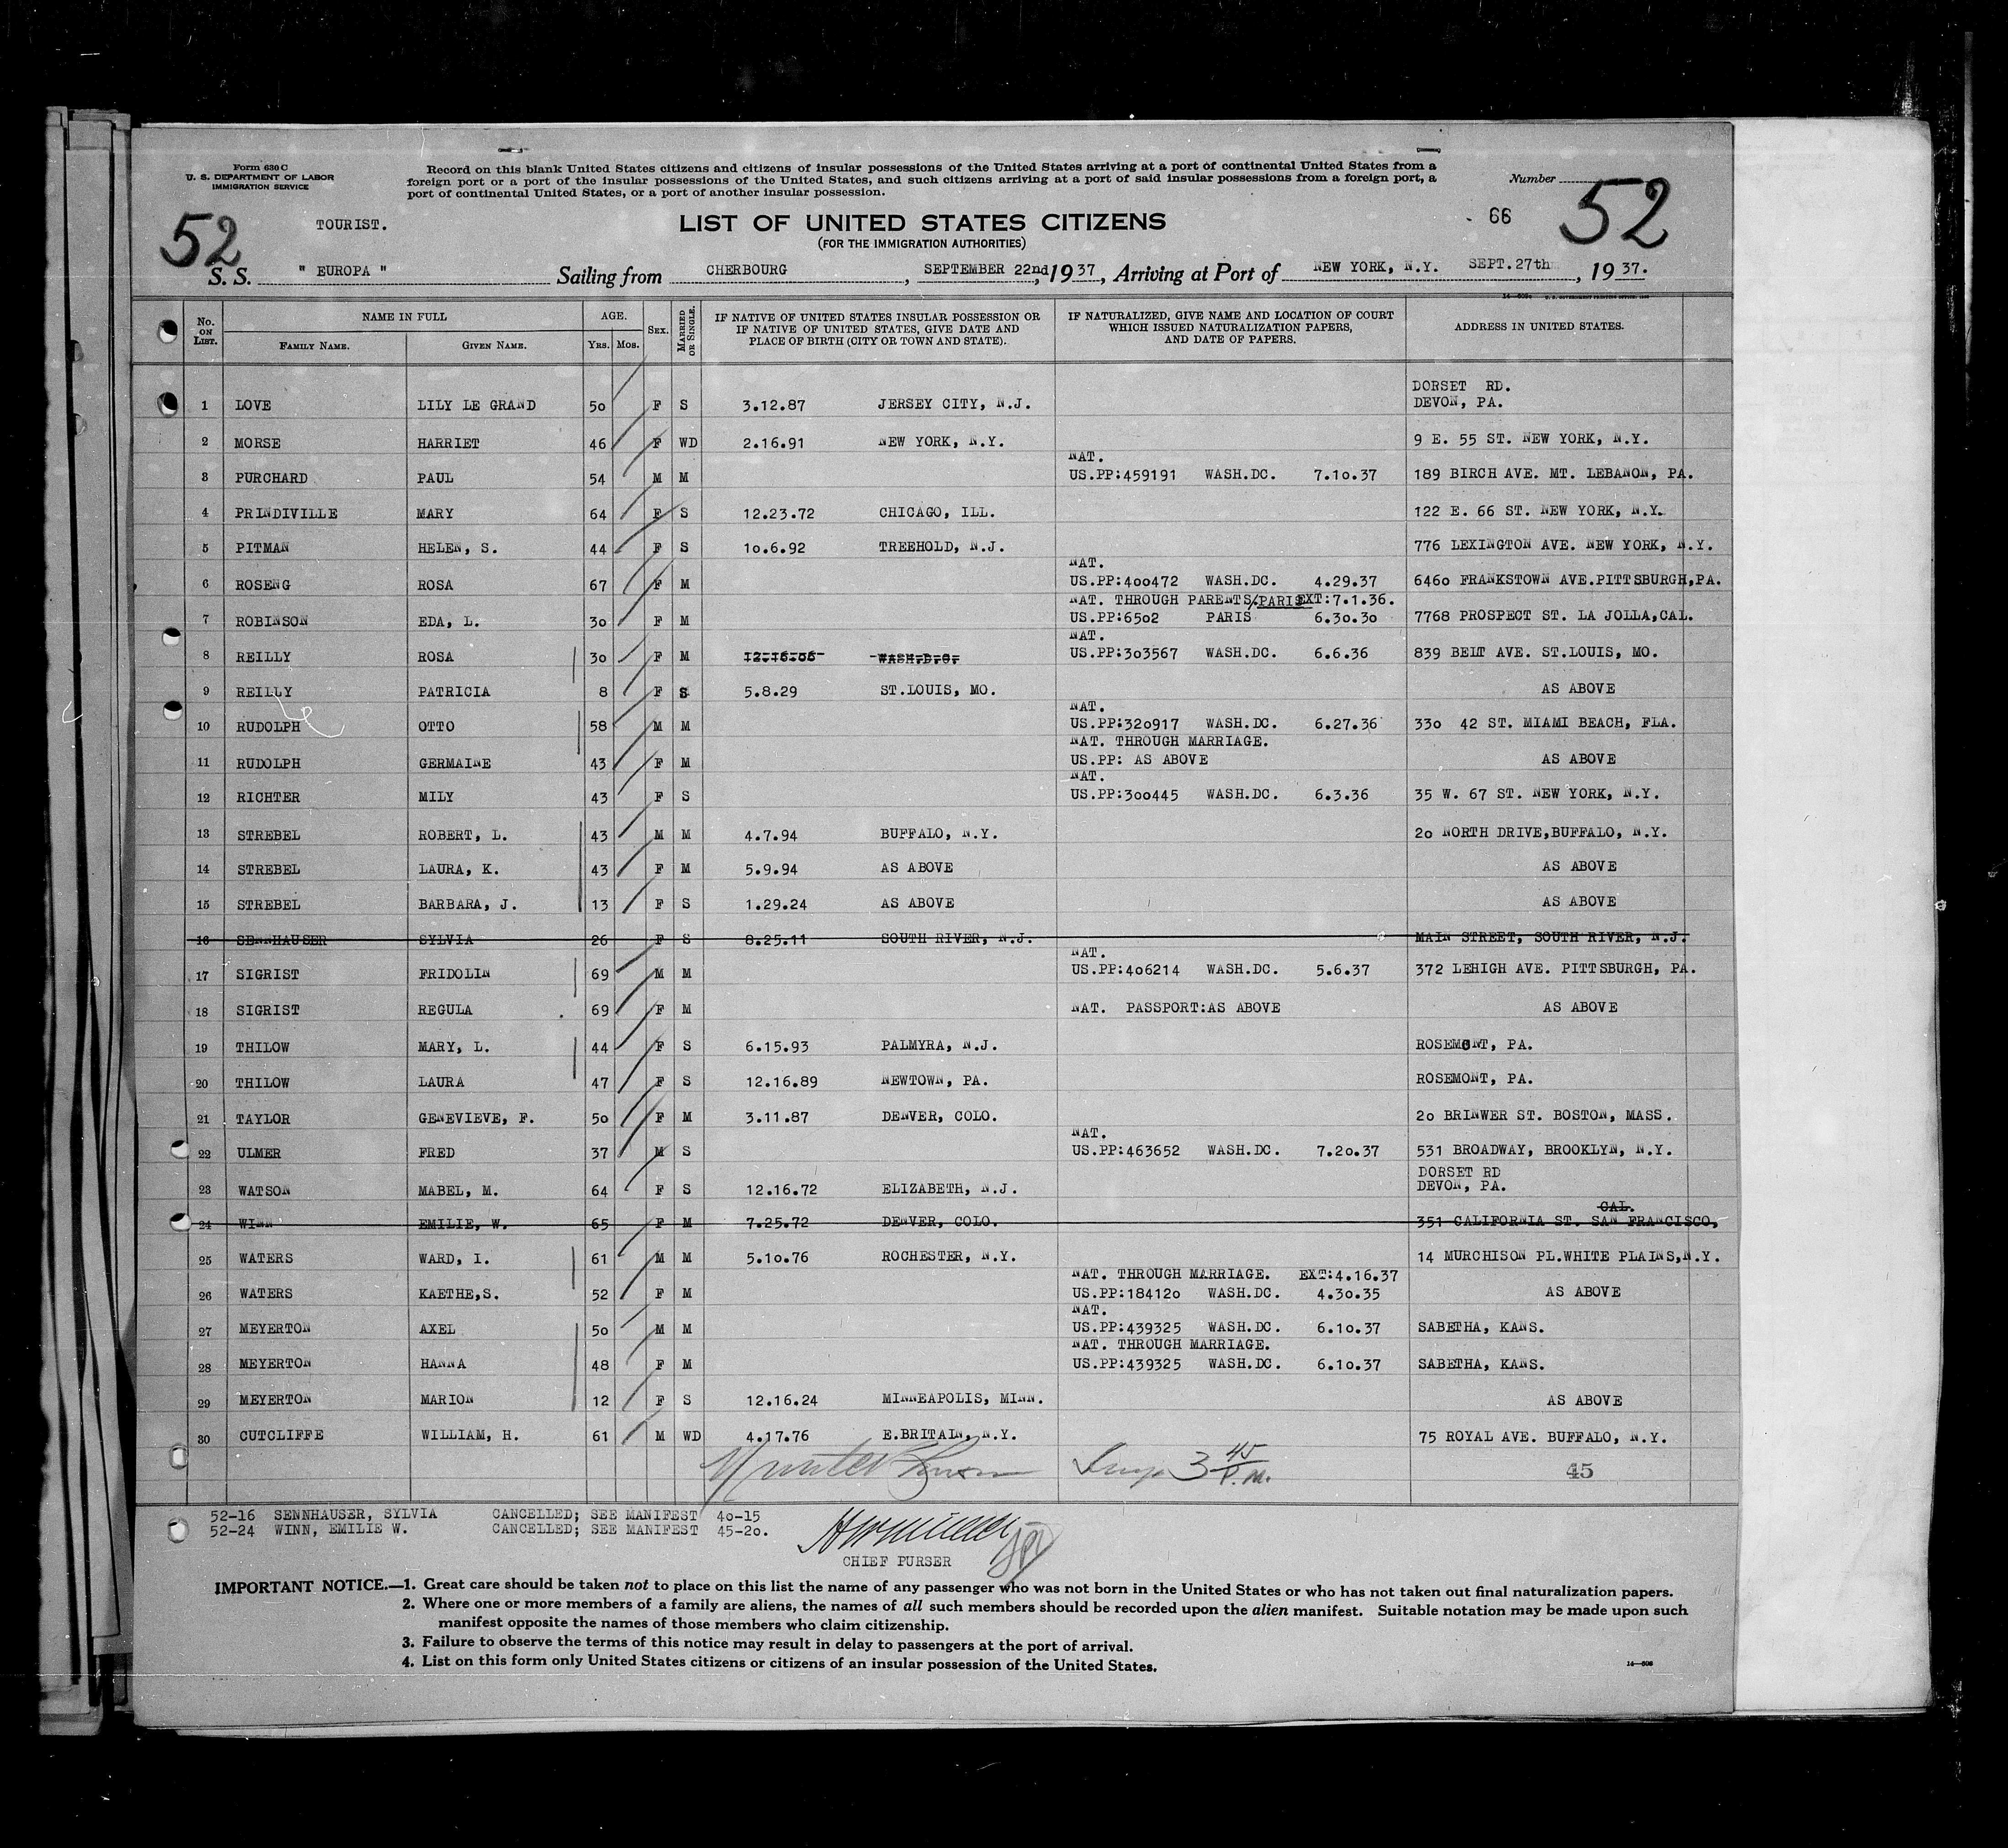 Form 630 C
U. S. DEPARTMENT OF LABOR
IMMIGRATION SERVICE
Record on this blank United States citizens and citizens of insular possessions of the United States arriving at a port of continental United States from a
foreign port or a port of the insular possessions of the United States, and such citizens arriving at a port of said insular possessions from a foreign port, a
port of continental United States, or a port of another insular possession.
Number
52 TOURIST. LIST OF UNITED STATES CITIZENS 66 52
(FOR THE IMMIGRATION AUTHORITIES)
S. S. " EUROPA " Sailing from CHERBOURG, SEPTEMBER 22nd, 1937, Arriving at Port of NEW YORK, N.Y. SEPT.27th, 1937.
No. ON LIST. NAME IN FULL FAMILY NAME. GIVEN NAME. AGE. Yrs. Mos. SEX. MARRIED OR SINGLE. IF NATIVE OF UNITED STATES INSULAR POSSESSION OR IF NATIVE OF UNITED STATES, GIVE DATE AND PLACE OF BIRTH (CITY OR TOWN AND STATE). IF NATURALIZED, GIVE NAME AND LOCATION OF COURT WHICH ISSUED NATURALIZATION PAPERS, AND DATE OF PAPERS. ADDRESS IN UNITED STATES.
DORSET RD.
1 LOVE LILY LE GRAND 50 F S 3.12.87 JERSEY CITY, N.J. DEVON, PA.
2 MORSE HARRIET 46 F WD 2.16.91 NEW YORK, N.Y. 9 E. 55 ST. NEW YORK, N.Y.
NAT.
3 PURCHARD PAUL 54 M M US.PP:459191 WASH.DC. 7.10.37 189 BIRCH AVE. MT. LEBANON, PA.
4 PRINDIVILLE MARY 64 F S 12.23.72 CHICAGO, ILL. 122 E. 66 ST. NEW YORK, N.Y.
5 PITMAN HELEN, S. 44 F S 10.6.92 TREEHOLD, N.J. 776 LEXINGTON AVE. NEW YORK, N.Y.
NAT.
6 ROSENG ROSA 67 F M US.PP:400472 WASH.DC. 4.29.37 6460 FRANKSTOWN AVE.PITTSBURGH,PA.
NAT. THROUGH PARENTS/PARIS EXT:7.1.36.
7 ROBINSON EDA, L. 30 F M US.PP:6502 PARIS 6.30.30 7768 PROSPECT ST. LA JOLLA,CAL.
NAT.
8 REILLY ROSA 30 F M 12.16.06 WASH.D.C. US.PP:303567 WASH.DC. 6.6.36 839 BELT AVE. ST.LOUIS, MO.
9 REILLY PATRICIA 8 F S 5.8.29 ST.LOUIS, MO. AS ABOVE
NAT.
10 RUDOLPH OTTO 58 M M US.PP:320917 WASH.DC. 6.27.36 330 42 ST. MIAMI BEACH, FLA.
NAT. THROUGH MARRIAGE.
11 RUDOLPH GERMAINE 43 F M US.PP: AS ABOVE AS ABOVE
NAT.
12 RICHTER MILY 43 F S US.PP:300445 WASH.DC. 6.3.36 35 W. 67 ST. NEW YORK, N.Y.
13 STREBEL ROBERT, L. 43 M M 4.7.94 BUFFALO, N.Y. 20 NORTH DRIVE,BUFFALO, N.Y.
14 STREBEL LAURA, K. 43 F M 5.9.94 AS ABOVE AS ABOVE
15 STREBEL BARBARA, J. 13 F S 1.29.24 AS ABOVE AS ABOVE
16 SENNHAUSER SYLVIA 26 F S 8.25.11 SOUTH RIVER, N.J. MAIN STREET, SOUTH RIVER, N.J.
NAT.
17 SIGRIST FRIDOLIN 69 M M US.PP:406214 WASH.DC. 5.6.37 372 LEHIGH AVE. PITTSBURGH, PA.
18 SIGRIST REGULA 69 F M NAT. PASSPORT:AS ABOVE AS ABOVE
19 THILOW MARY, L. 44 F S 6.15.93 PALMYRA, N.J. ROSEMONT, PA.
20 THILOW LAURA 47 F S 12.16.89 NEWTOWN, PA. ROSEMONT, PA.
21 TAYLOR GENEVIEVE, F. 50 F M 3.11.87 DENVER, COLO. 20 BRINWER ST. BOSTON, MASS.
NAT.
22 ULMER FRED 37 M S US.PP:463652 WASH.DC. 7.20.37 531 BROADWAY, BROOKLYN, N.Y.
DORSET RD
23 WATSON MABEL, M. 64 F S 12.16.72 ELIZABETH, N.J. DEVON, PA.
CAL.
24 WINN EMILIE, W. 65 F M 7.25.72 DENVER, COLO. 351 CALIFORNIA ST. SAN FRANCISCO,
25 WATERS WARD, I. 61 M M 5.10.76 ROCHESTER, N.Y. 14 MURCHISON PL.WHITE PLAINS,N.Y.
NAT. THROUGH MARRIAGE. EXT:4.16.37
26 WATERS KAETHE,S. 52 F M US.PP:184120 WASH.DC. 4.30.35 AS ABOVE
NAT.
27 MEYERTON AXEL 50 M M US.PP:439325 WASH.DC. 6.10.37 SABETHA, KANS.
NAT. THROUGH MARRIAGE.
28 MEYERTON HANNA 48 F M US.PP:439325 WASH.DC. 6.10.37 SABETHA, KANS.
29 MEYERTON MARION 12 F S 12.16.24 MINNEAPOLIS, MINN. AS ABOVE
30 CUTCLIFFE WILLIAM, H. 61 M WD 4.17.76 E.BRITAIN, N.Y. 75 ROYAL AVE. BUFFALO, N.Y.
3 45 P.M. 45
52-16 SENNHAUSER, SYLVIA CANCELLED; SEE MANIFEST 40-15
52-24 WINN, EMILIE W. CANCELLED; SEE MANIFEST 45-20.
CHIEF PURSER
IMPORTANT NOTICE.—1. Great care should be taken not to place on this list the name of any passenger who was not born in the United States or who has not taken out final naturalization papers.
2. Where one or more members of a family are aliens, the names of all such members should be recorded upon the alien manifest. Suitable notation may be made upon such
manifest opposite the names of those members who claim citizenship.
3. Failure to observe the terms of this notice may result in delay to passengers at the port of arrival.
4. List on this form only United States citizens or citizens of an insular possession of the United States.